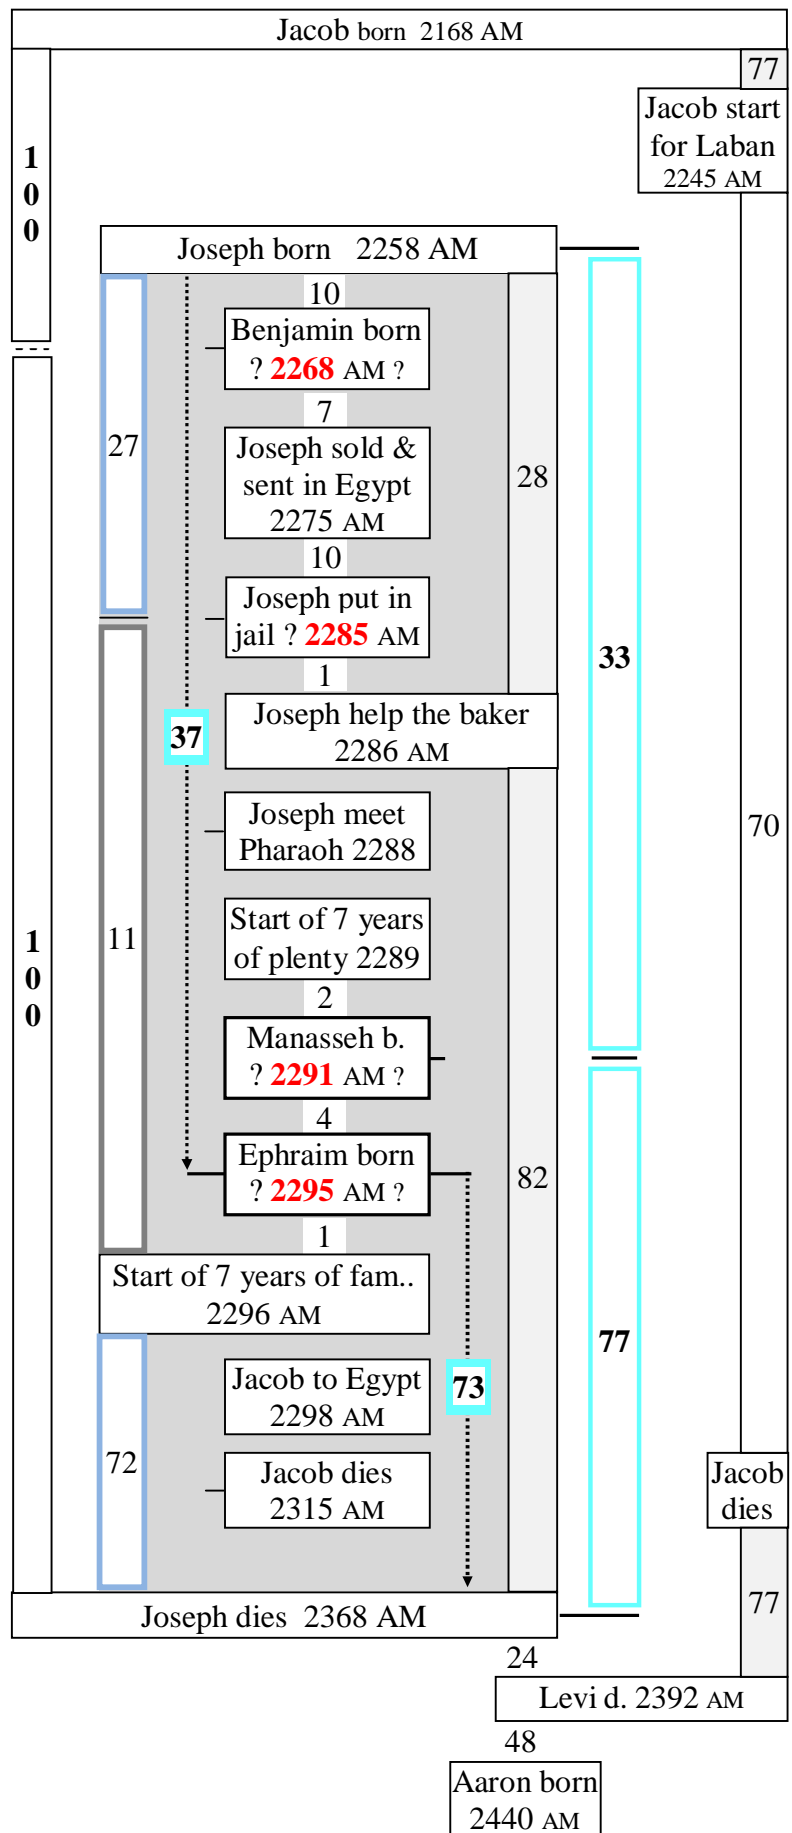 Jacob born 2168 AM
77
Jacob start
for Laban
2245 AM
1
0
0
Joseph born 2258 AM
10
Benjamin born
? 2268 AM ?
7
27
Joseph sold &
sent in Egypt
2275 AM
28
10
Joseph put in
jail ? 2285 AM
33
1
37
Joseph help the baker
2286 AM
Joseph meet
Pharaoh 2288
70
Start of 7 years
of plenty 2289
11
1
0
0
2
Manasseh b.
? 2291 AM ?
4
Ephraim born
? 2295 AM ?
82
1
Start of 7 years of fam..
2296 AM
77
Jacob to Egypt
2298 AM
73
72
Jacob dies
2315 AM
Jacob
dies
Joseph dies 2368 AM
77
24
Levi d. 2392 AM
48
Aaron born
2440 AM